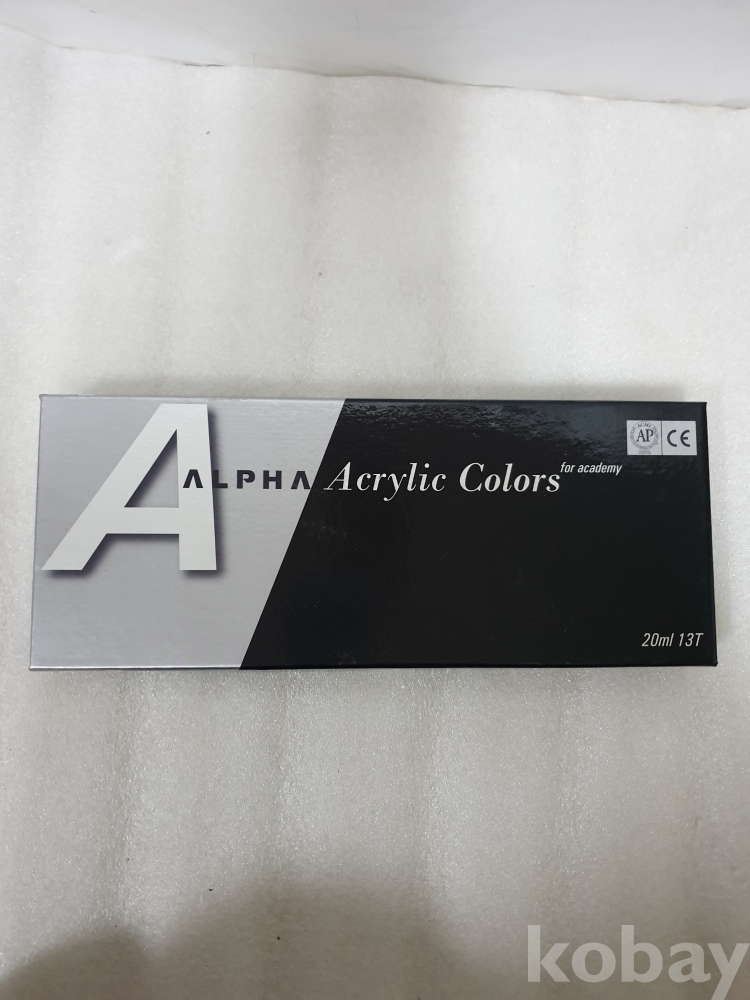 A
ALPHA Acrylic Colors for academy
AP CE
20ml 13T
kobay